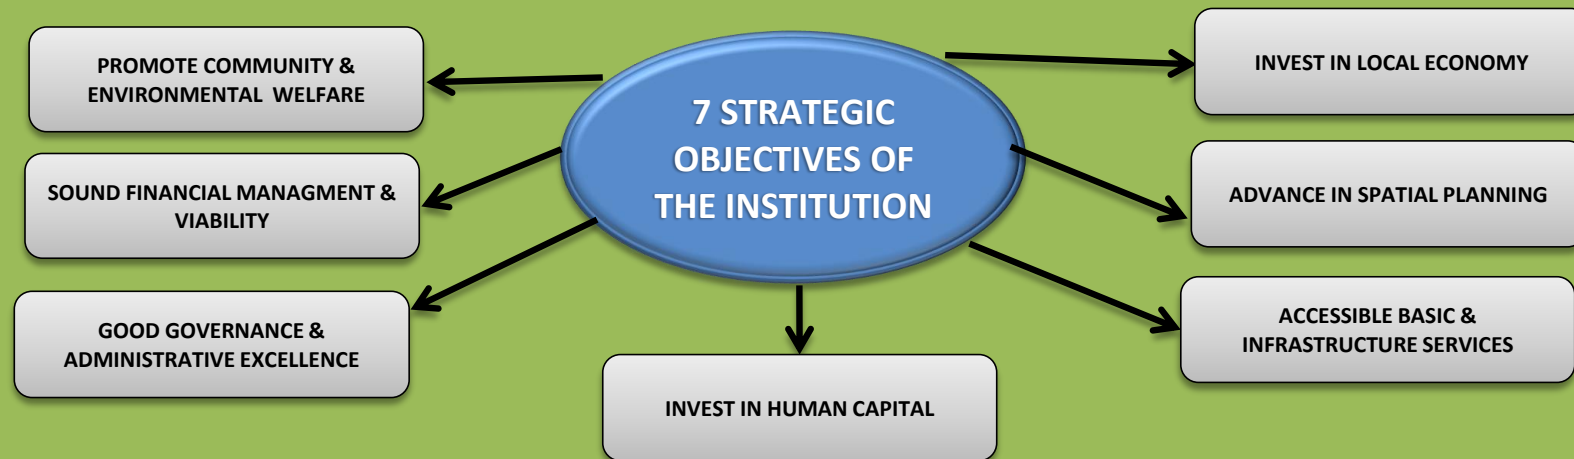 PROMOTE COMMUNITY &
ENVIRONMENTAL WELFARE
SOUND FINANCIAL MANAGMENT &
VIABILITY
GOOD GOVERNANCE &
ADMINISTRATIVE EXCELLENCE
7 STRATEGIC
OBJECTIVES OF
THE INSTITUTION
INVEST IN HUMAN CAPITAL
INVEST IN LOCAL ECONOMY
ADVANCE IN SPATIAL PLANNING
ACCESSIBLE BASIC &
INFRASTRUCTURE SERVICES